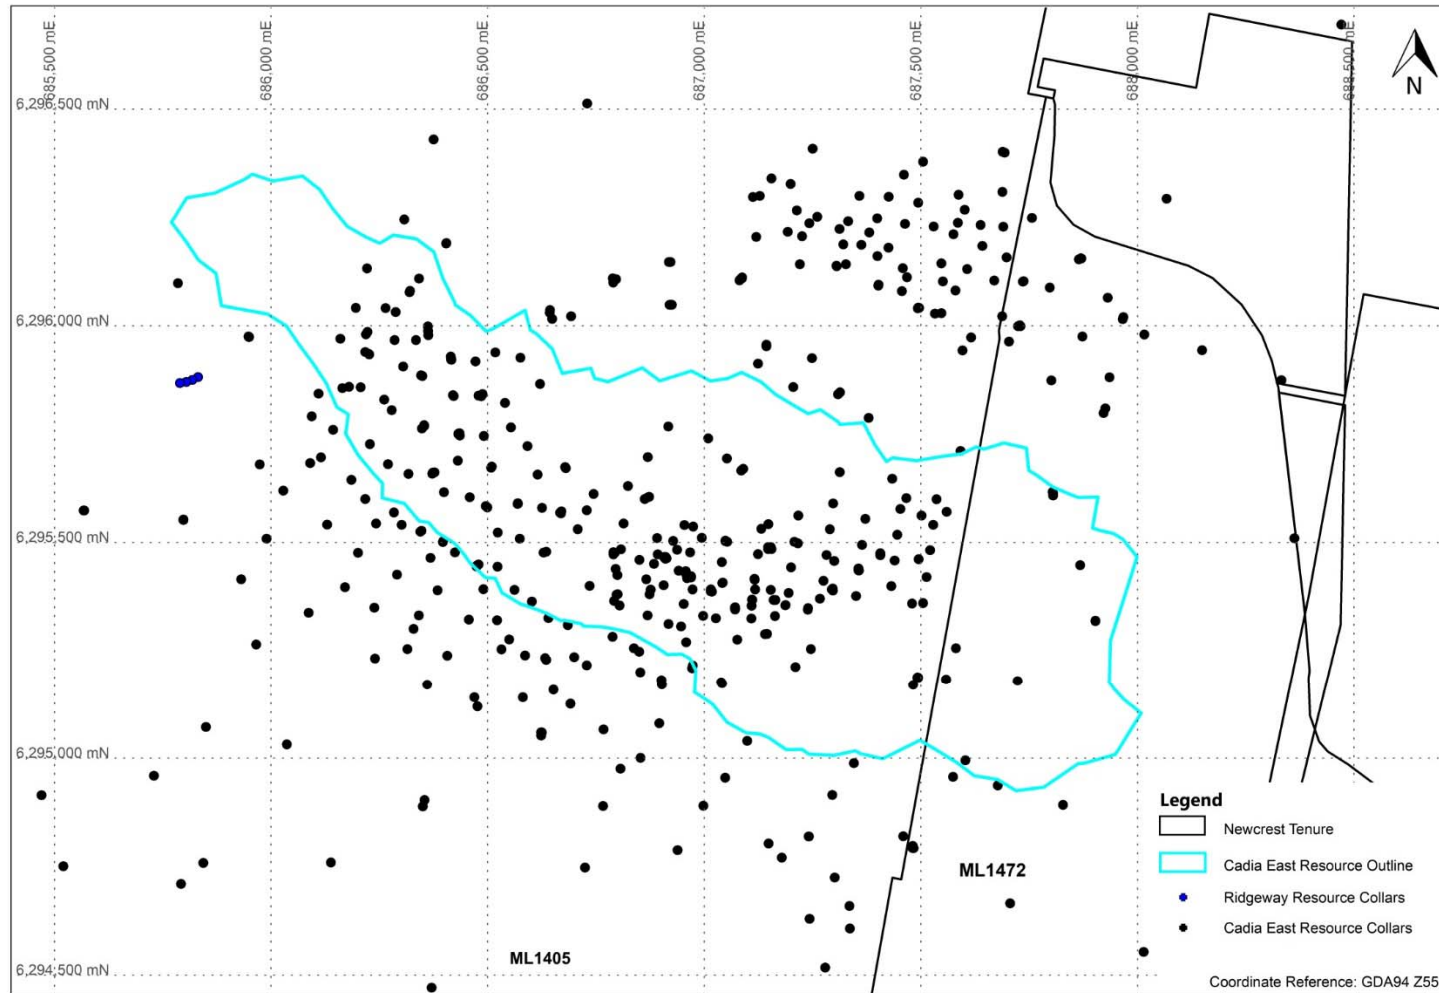 685,500 mE
686,000 mE
686,500 mE
687,000 mE
687,500 mE
688,000 mE
688,500 mE
N
6,296,500 mN
6,296,000 mN
6,295,500 mN
6,295,000 mN
6,294,500 mN
ML1472
ML1405
Legend
Newcrest Tenure
Cadia East Resource Outline
Ridgeway Resource Collars
Cadia East Resource Collars
Coordinate Reference: GDA94 Z55